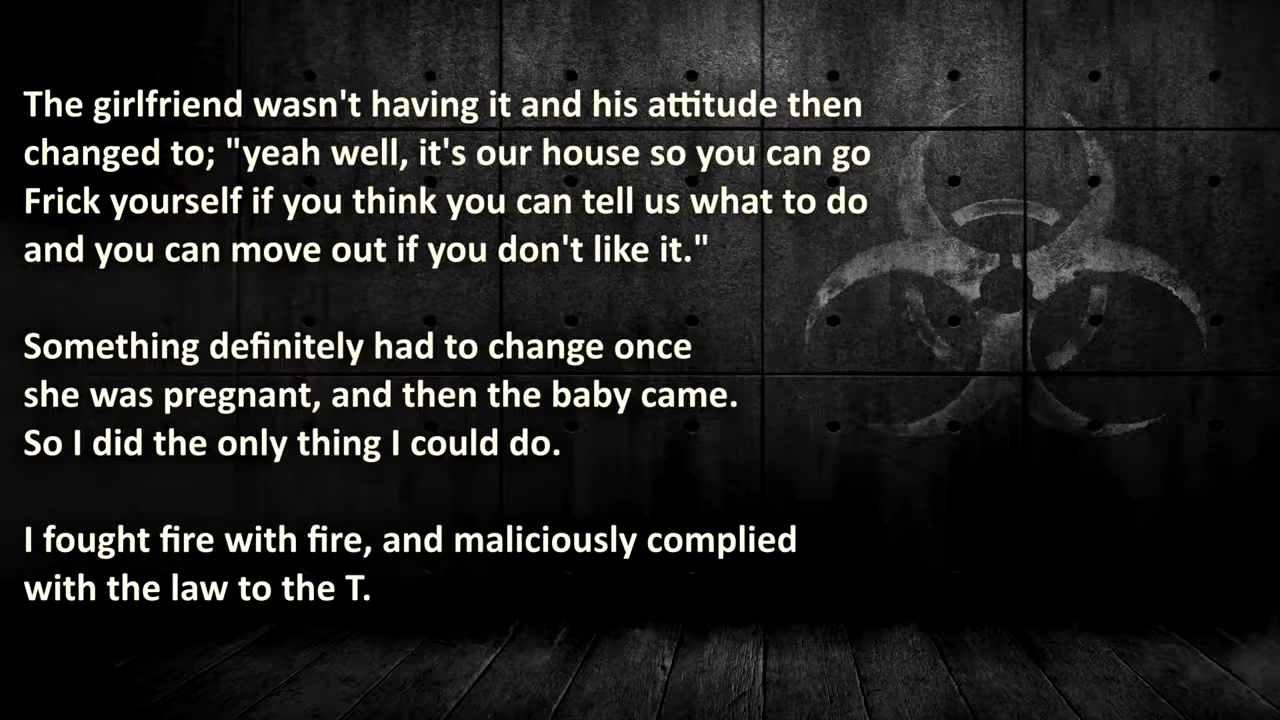 The girlfriend wasn't having it and his attitude then
changed to; "yeah well, it's our house so you can go
Frick yourself if you think you can tell us what to do
and you can move out if you don't like it."
Something definitely had to change once
she was pregnant, and then the baby came.
So I did the only thing I could do.
I fought fire with fire, and maliciously complied
with the law to the T.